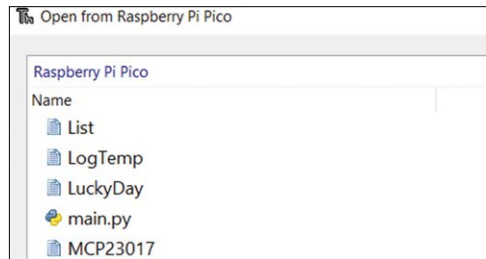 Open from Raspberry Pi Pico
Raspberry Pi Pico
Name
List
LogTemp
LuckyDay
main.py
MCP23017